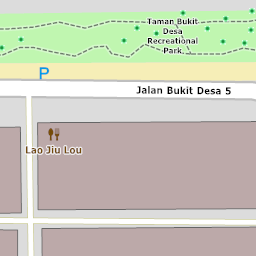 Taman Bukit
Desa
Recreational
Park
P
Jalan Bukit Desa 5
Lao Jiu Lou